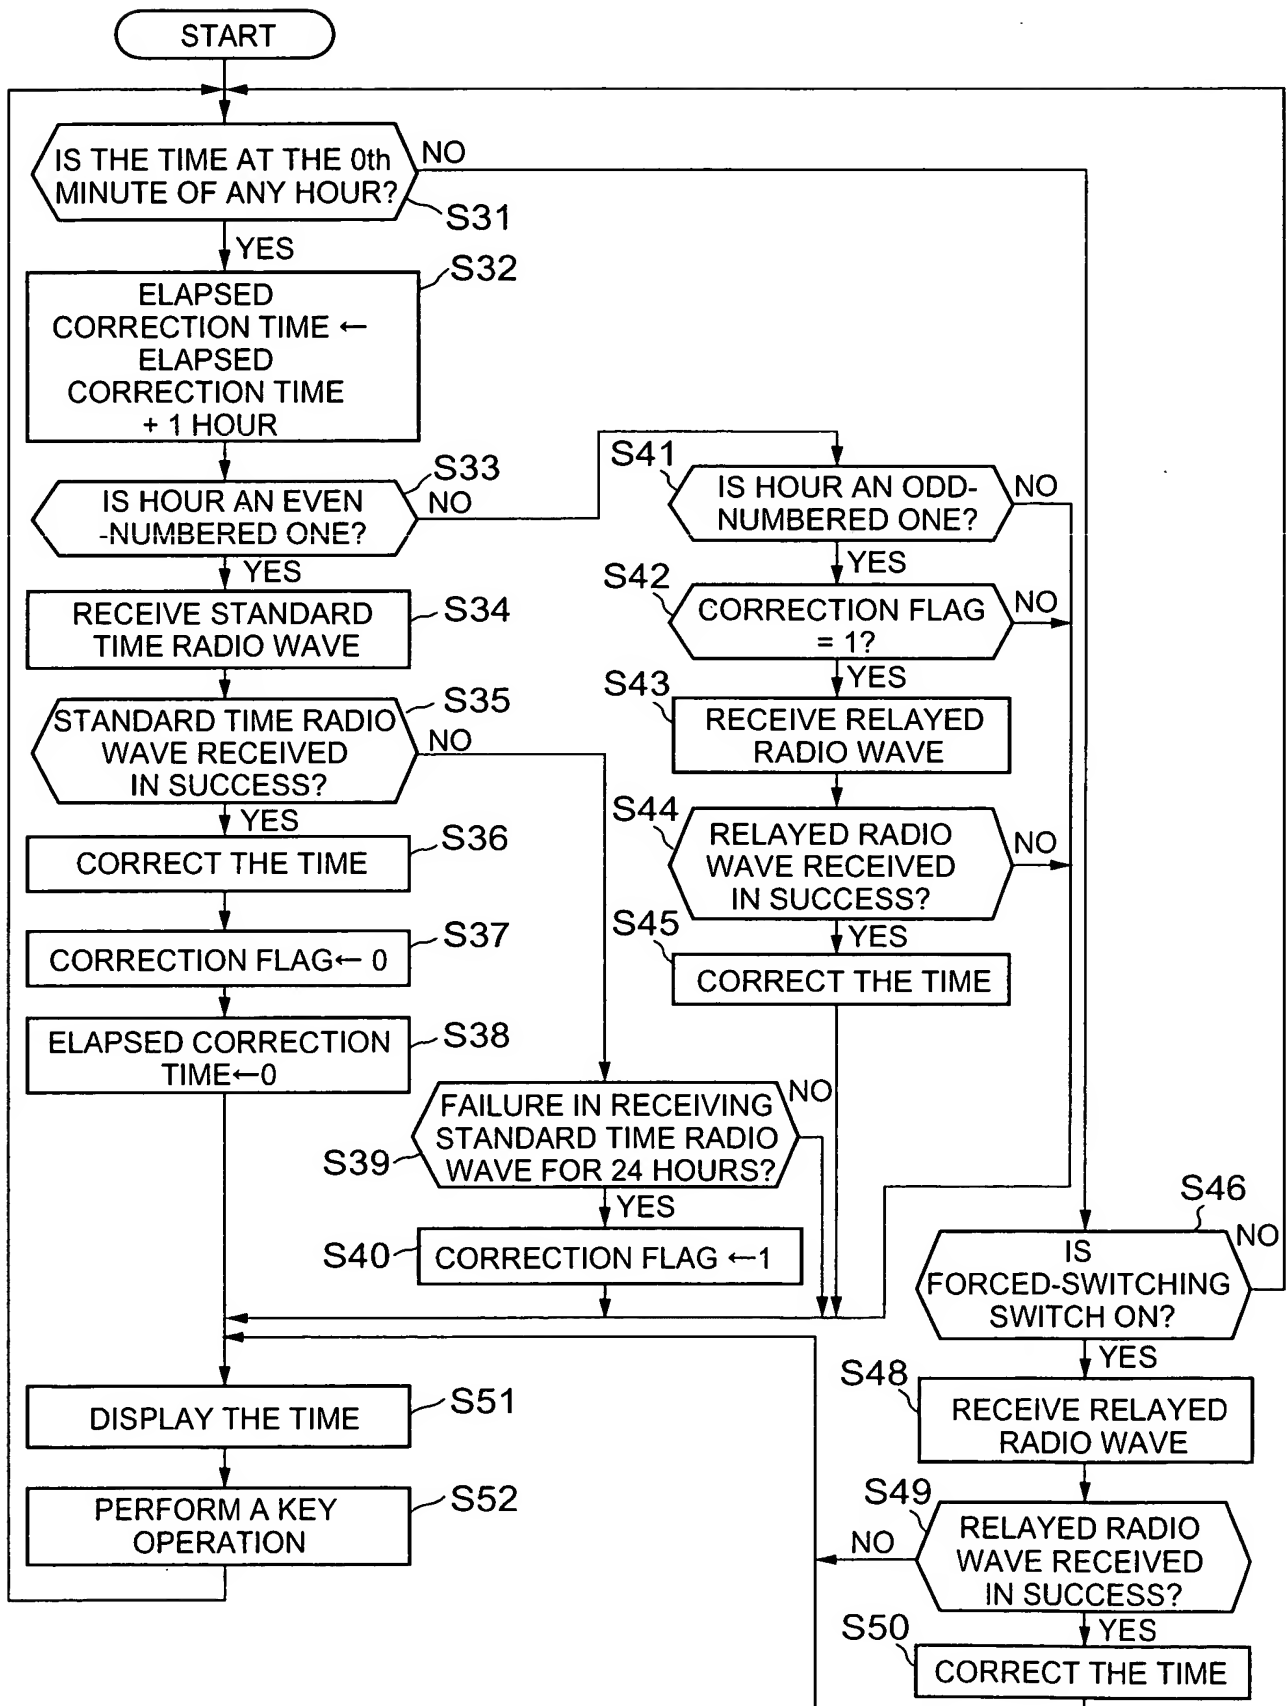 START
IS THE TIME AT THE 0th
MINUTE OF ANY HOUR?
NO
S31
YES
S32
ELAPSED
CORRECTION TIME ←
ELAPSED
CORRECTION TIME
+ 1 HOUR
S33
IS HOUR AN EVEN
-NUMBERED ONE?
NO
YES
S34
RECEIVE STANDARD
TIME RADIO WAVE
S35
STANDARD TIME RADIO
WAVE RECEIVED
IN SUCCESS?
NO
YES
S36
CORRECT THE TIME
S37
CORRECTION FLAG← 0
S38
ELAPSED CORRECTION
TIME←0
S39
FAILURE IN RECEIVING
STANDARD TIME RADIO
WAVE FOR 24 HOURS?
NO
YES
S40
CORRECTION FLAG ←1
S41
IS HOUR AN ODD-
NUMBERED ONE?
NO
YES
S42
CORRECTION FLAG
= 1?
NO
YES
S43
RECEIVE RELAYED
RADIO WAVE
S44
RELAYED RADIO
WAVE RECEIVED
IN SUCCESS?
NO
YES
S45
CORRECT THE TIME
S46
IS
FORCED-SWITCHING
SWITCH ON?
NO
YES
S48
RECEIVE RELAYED
RADIO WAVE
S49
RELAYED RADIO
WAVE RECEIVED
IN SUCCESS?
NO
YES
S50
CORRECT THE TIME
S51
DISPLAY THE TIME
S52
PERFORM A KEY
OPERATION